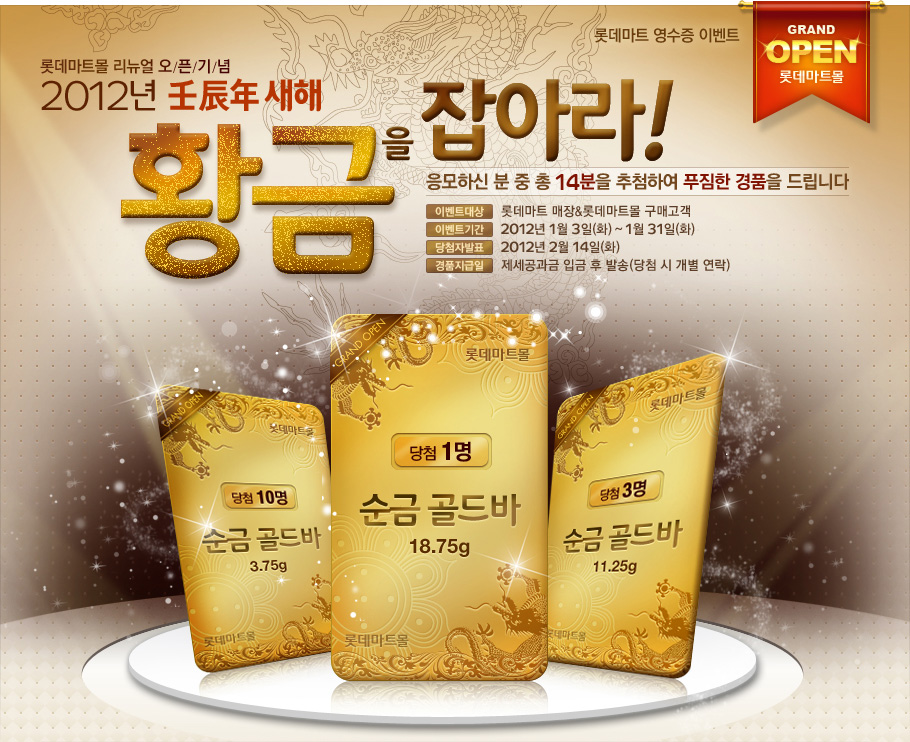 롯데마트 영수증 이벤트
GRAND
OPEN
롯데마트몰
롯데마트몰 리뉴얼 오/픈/기/념
2012년 壬辰年 새해
황금을 잡아라!
응모하신 분 중 총 14분을 추첨하여 푸짐한 경품을 드립니다
이벤트대상 롯데마트 매장&롯데마트몰 구매고객
이벤트기간 2012년 1월 3일(화) ~ 1월 31일(화)
당첨자발표 2012년 2월 14일(화)
경품지급일 제세공과금 입금 후 발송(당첨 시 개별 연락)
GRAND OPEN
롯데마트몰
당첨 10명
순금 골드바
3.75g
롯데마트몰
GRAND OPEN
롯데마트몰
당첨 1명
순금 골드바
18.75g
롯데마트몰
GRAND OPEN
롯데마트몰
당첨 3명
순금 골드바
11.25g
롯데마트몰